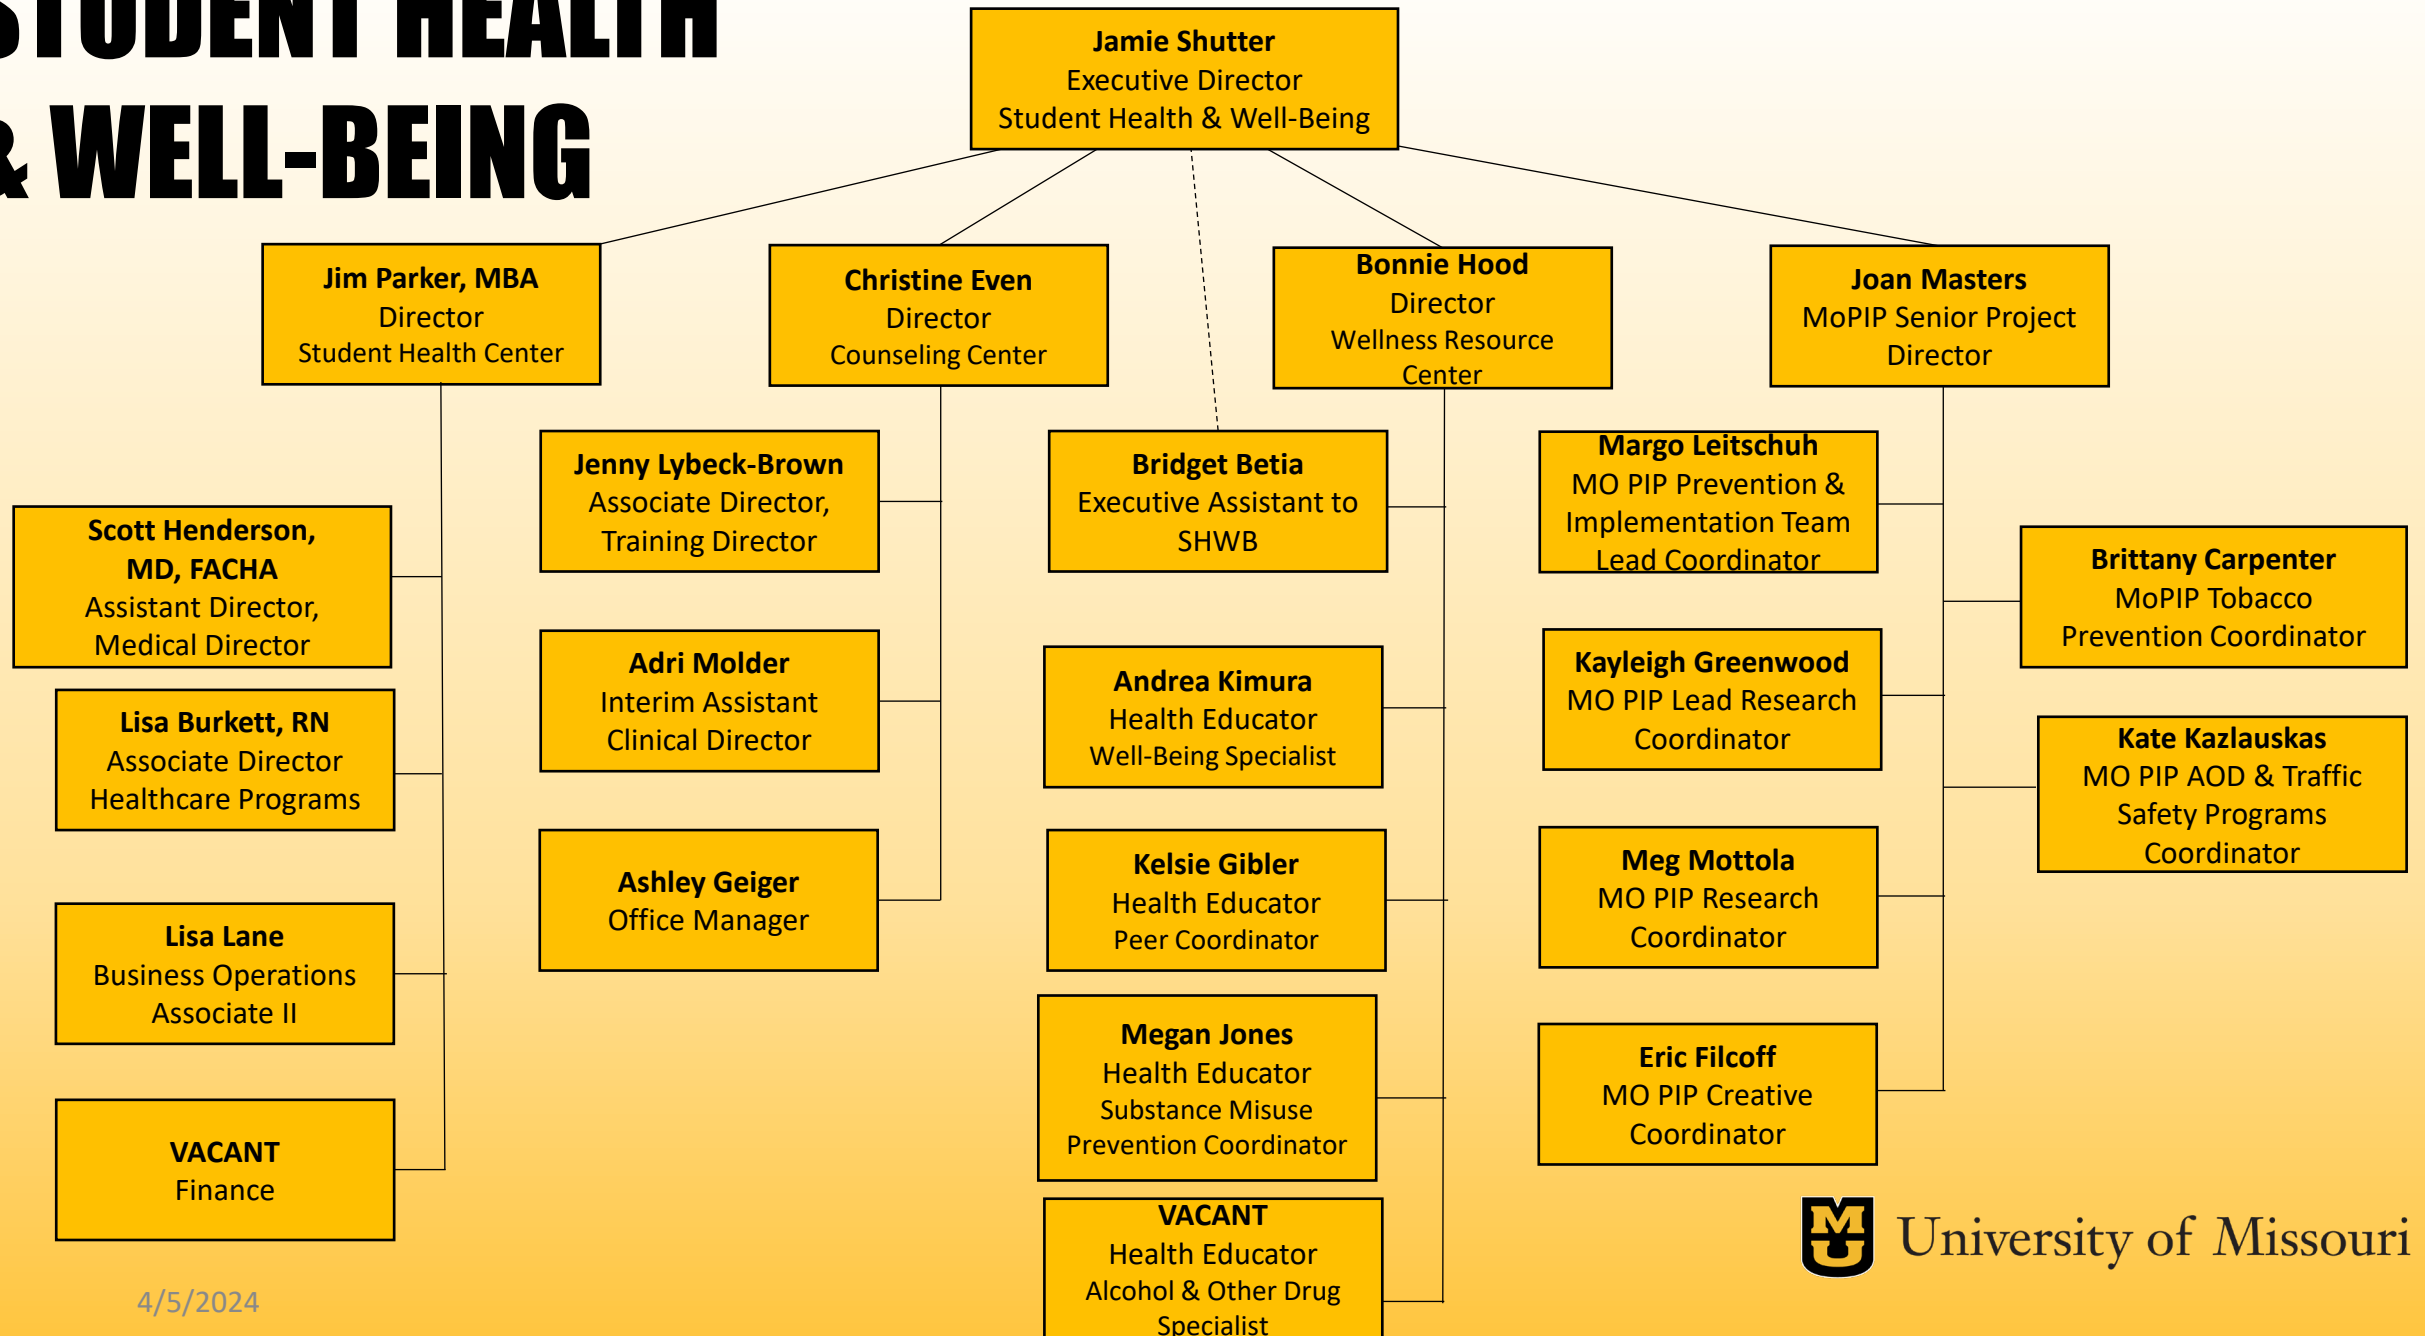 STUDENT HEALTH
& WELL-BEING
Jamie Shutter
Executive Director
Student Health & Well-Being
Jim Parker, MBA
Director
Student Health Center
Christine Even
Director
Counseling Center
Bonnie Hood
Director
Wellness Resource
Center
Joan Masters
MoPIP Senior Project
Director
Scott Henderson,
MD, FACHA
Assistant Director,
Medical Director
Lisa Burkett, RN
Associate Director
Healthcare Programs
Lisa Lane
Business Operations
Associate II
VACANT
Finance
Jenny Lybeck-Brown
Associate Director,
Training Director
Adri Molder
Interim Assistant
Clinical Director
Ashley Geiger
Office Manager
Bridget Betia
Executive Assistant to
SHWB
Andrea Kimura
Health Educator
Well-Being Specialist
Kelsie Gibler
Health Educator
Peer Coordinator
Megan Jones
Health Educator
Substance Misuse
Prevention Coordinator
VACANT
Health Educator
Alcohol & Other Drug
Specialist
Margo Leitschuh
MO PIP Prevention &
Implementation Team
Lead Coordinator
Kayleigh Greenwood
MO PIP Lead Research
Coordinator
Meg Mottola
MO PIP Research
Coordinator
Eric Filcoff
MO PIP Creative
Coordinator
Brittany Carpenter
MoPIP Tobacco
Prevention Coordinator
Kate Kazlauskas
MO PIP AOD & Traffic
Safety Programs
Coordinator
MU University of Missouri
4/5/2024